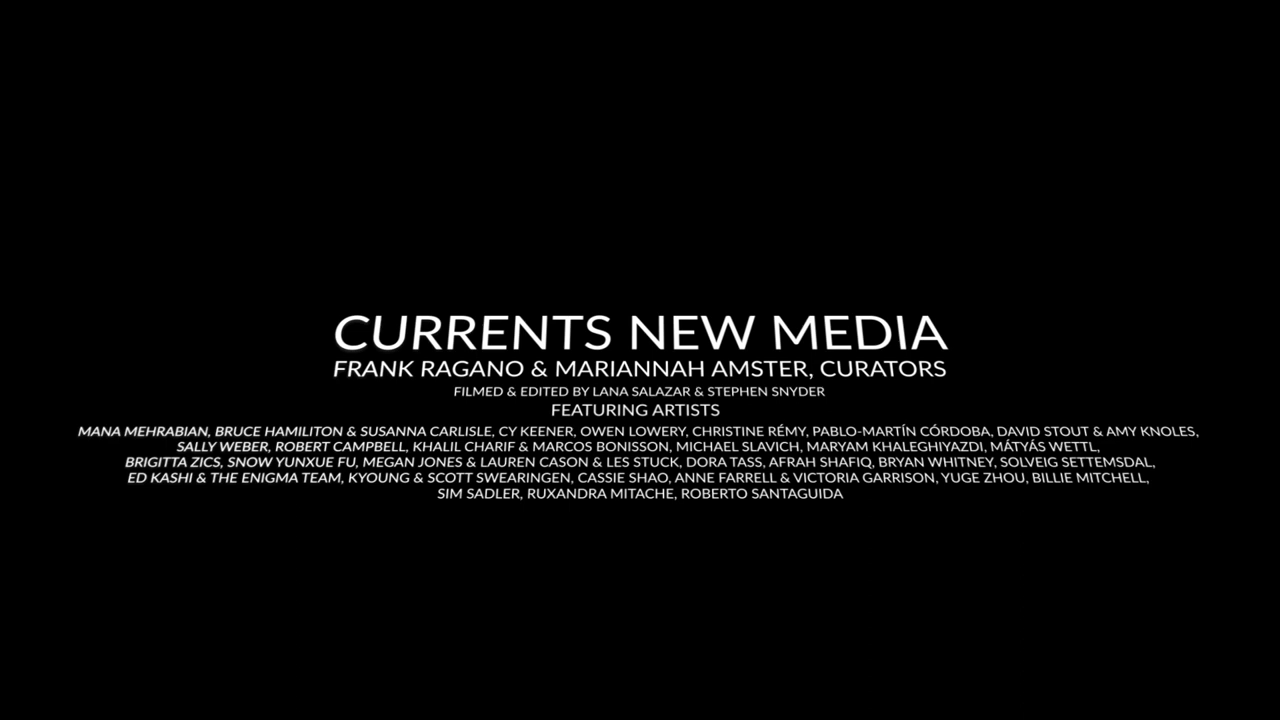 CURRENTS NEW MEDIA
FRANK RAGANO & MARIANNAH AMSTER, CURATORS
FILMED & EDITED BY LANA SALAZAR & STEPHEN SNYDER
FEATURING ARTISTS
MANA MEHRABIAN, BRUCE HAMILITON & SUSANNA CARLISLE, CY KEENER, OWEN LOWERY, CHRISTINE RÉMY, PABLO-MARTÍN CÓRDOBA, DAVID STOUT & AMY KNOLES,
SALLY WEBER, ROBERT CAMPBELL, KHALIL CHARIF & MARCOS BONISSON, MICHAEL SLAVICH, MARYAM KHALEGHIYAZDI, MÁTYÁS WETTL,
BRIGITTA ZICS, SNOW YUNXUE FU, MEGAN JONES & LAUREN CASON & LES STUCK, DORA TASS, AFRAH SHAFIQ, BRYAN WHITNEY, SOLVEIG SETTEMSDAL,
ED KASHI & THE ENIGMA TEAM, KYOUNG & SCOTT SWEARINGEN, CASSIE SHAO, ANNE FARRELL & VICTORIA GARRISON, YUGE ZHOU, BILLIE MITCHELL,
SIM SADLER, RUXANDRA MITACHE, ROBERTO SANTAGUIDA